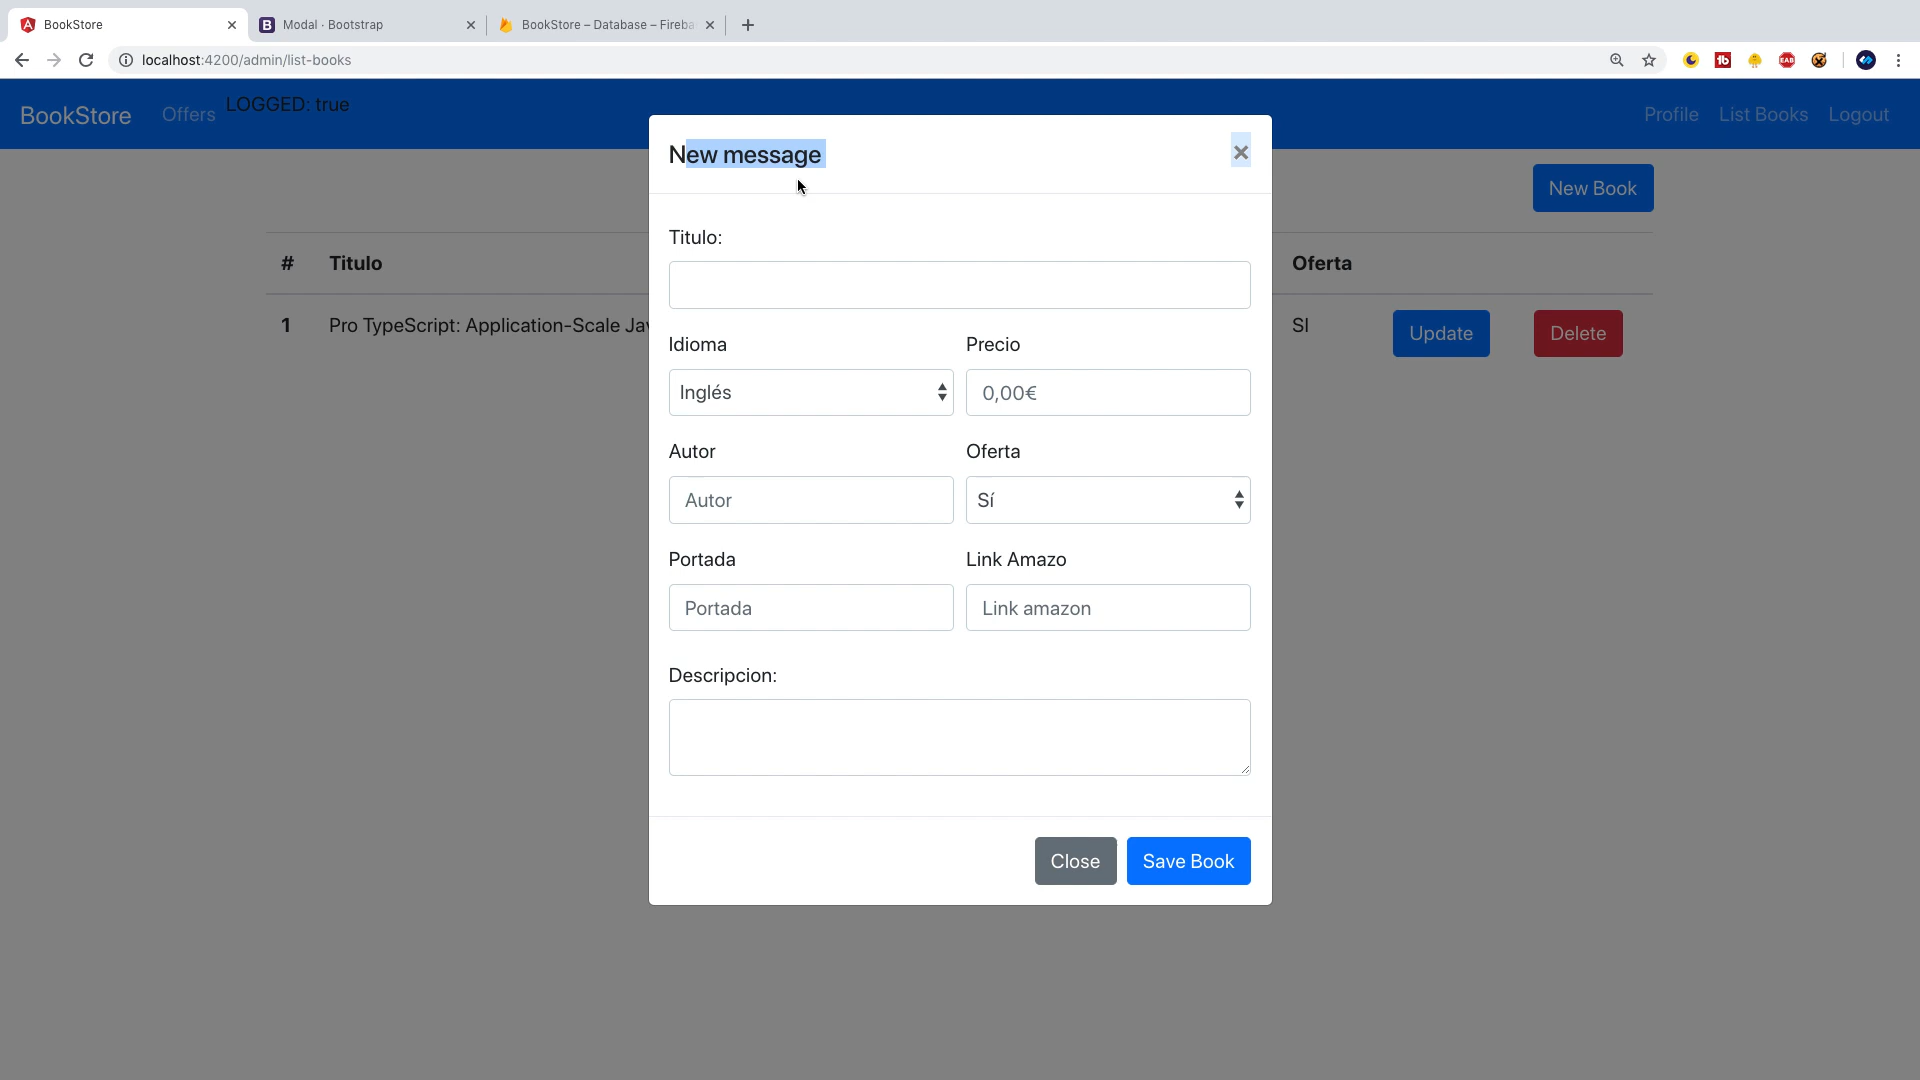 BookStore
Modal · Bootstrap
BookStore – Database – Fireba
localhost:4200/admin/list-books
BookStore
Offers
LOGGED: true
Profile
List Books
Logout
New Book
# Titulo Oferta
1 Pro TypeScript: Application-Scale Jav SI
Update
Delete
New message
×
Titulo:
Idioma Precio
Inglés 0,00€
Autor Oferta
Autor Sí
Portada Link Amazo
Portada Link amazon
Descripcion:
Close
Save Book